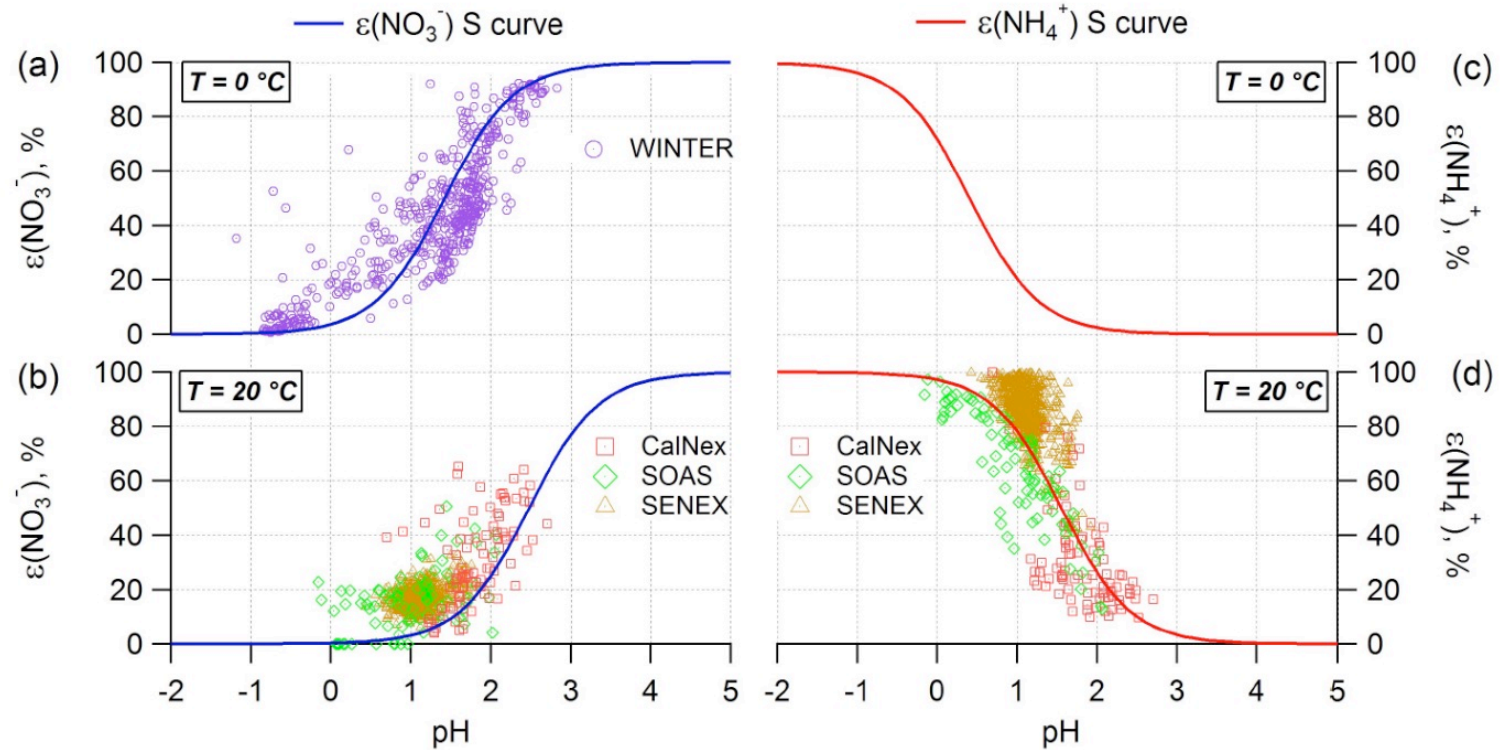 ε(NO₃⁻) S curve
ε(NH₄⁺) S curve
(a)
T = 0 °C
WINTER
ε(NO₃⁻), %
100
80
60
40
20
0
(c)
T = 0 °C
ε(NH₄⁺), %
100
80
60
40
20
0
(b)
T = 20 °C
CalNex
SOAS
SENEX
ε(NO₃⁻), %
100
80
60
40
20
0
-2 -1 0 1 2 3 4 5
pH
(d)
T = 20 °C
CalNex
SOAS
SENEX
ε(NH₄⁺), %
100
80
60
40
20
0
-2 -1 0 1 2 3 4 5
pH